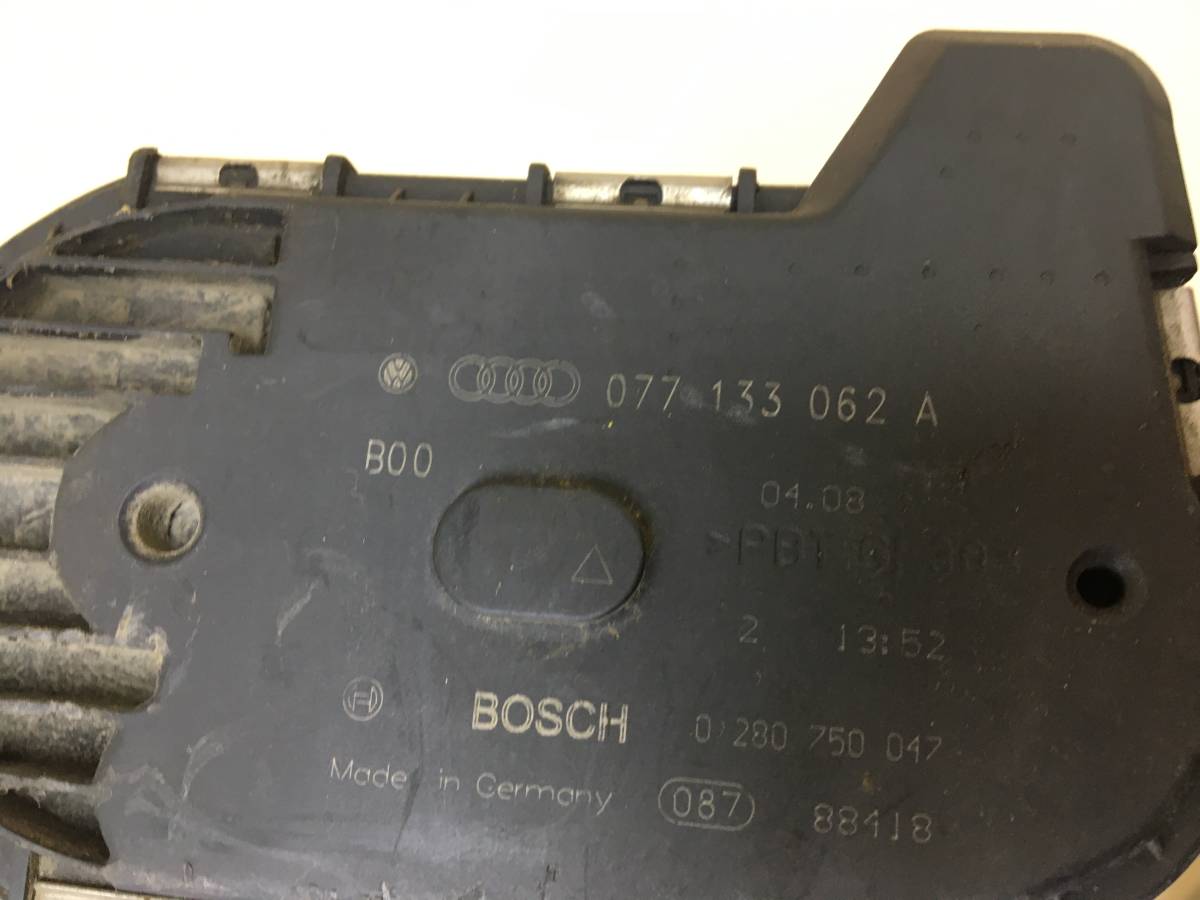 077 133 062 A
B00
04.08
>PBT
2 13:52
BOSCH 0 280 750 047
Made in Germany 087 88418